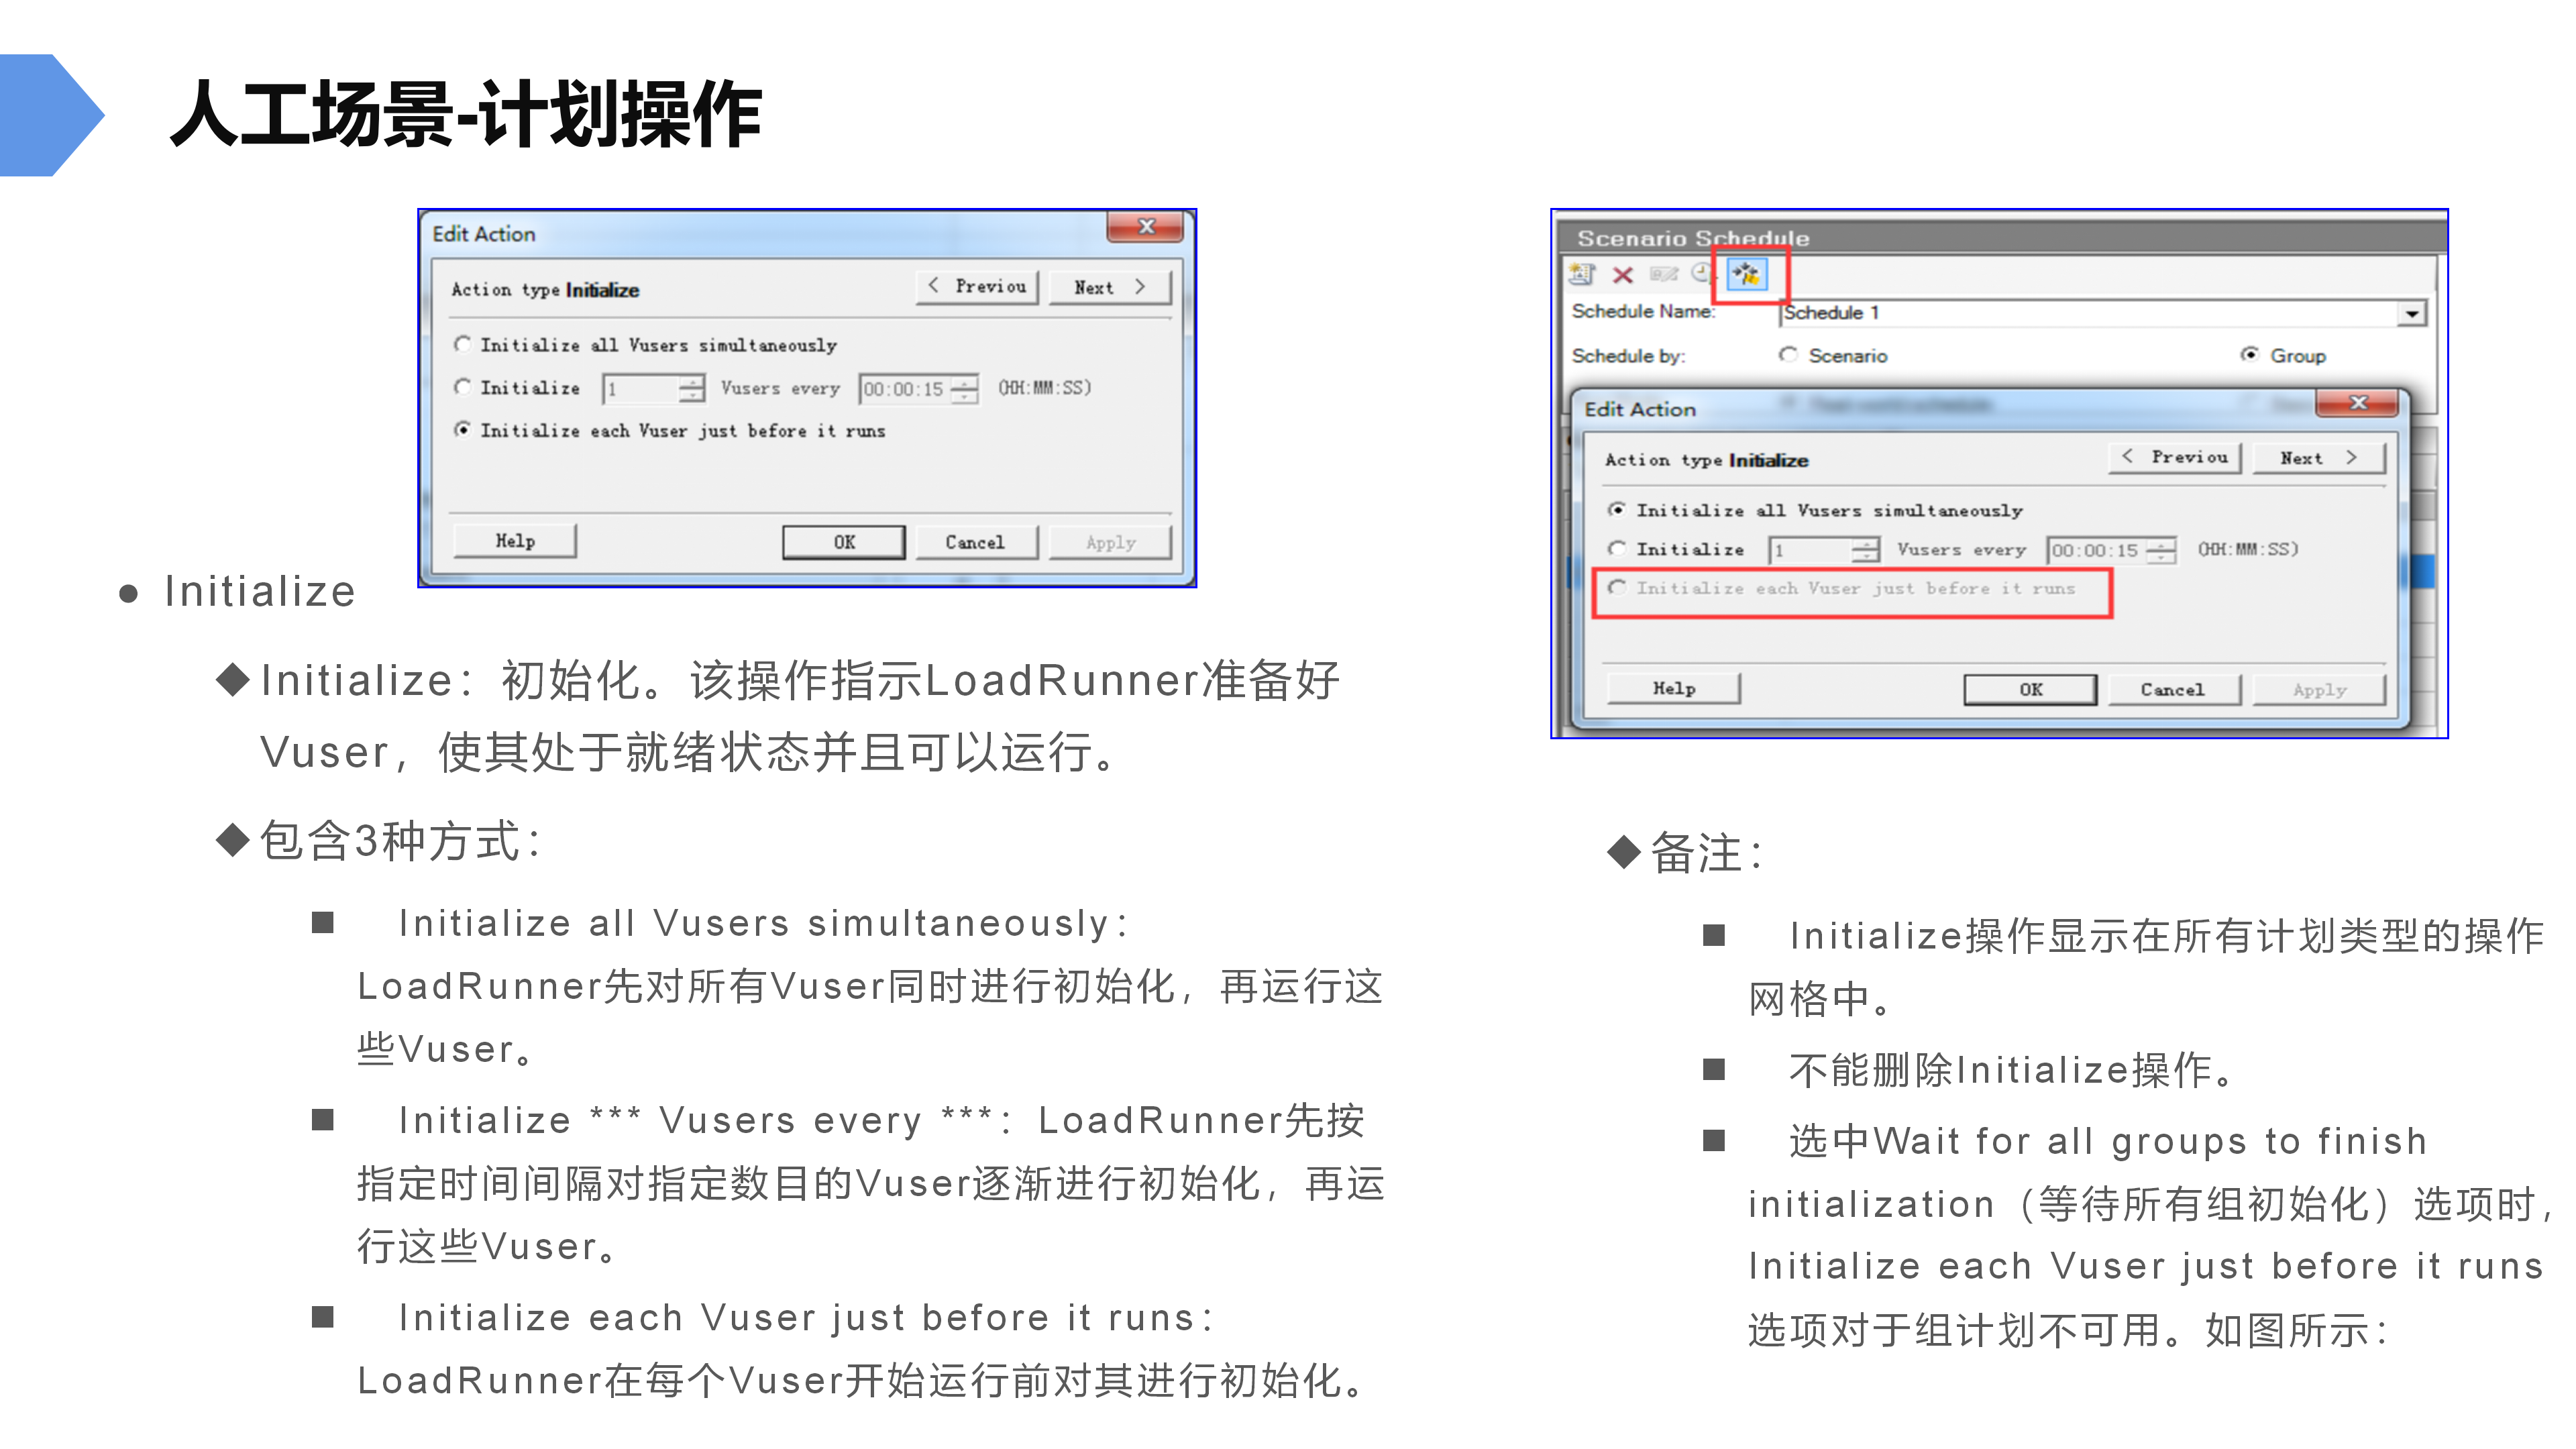 人工场景-计划操作
Edit Action
Action type Initialize
< Previou
Next >
Initialize all Vusers simultaneously
Initialize 1 Vusers every 00:00:15 (HH:MM:SS)
Initialize each Vuser just before it runs
Help
OK
Cancel
Apply
● Initialize
◆Initialize：初始化。该操作指示LoadRunner准备好
Vuser，使其处于就绪状态并且可以运行。
◆包含3种方式：
■ Initialize all Vusers simultaneously：
LoadRunner先对所有Vuser同时进行初始化，再运行这
些Vuser。
■ Initialize *** Vusers every ***：LoadRunner先按
指定时间间隔对指定数目的Vuser逐渐进行初始化，再运
行这些Vuser。
■ Initialize each Vuser just before it runs：
LoadRunner在每个Vuser开始运行前对其进行初始化。
Scenario Schedule
Schedule Name: Schedule 1
Schedule by: Scenario Group
Edit Action
Action type Initialize
< Previou
Next >
Initialize all Vusers simultaneously
Initialize 1 Vusers every 00:00:15 (HH:MM:SS)
Initialize each Vuser just before it runs
Help
OK
Cancel
Apply
◆备注：
■ Initialize操作显示在所有计划类型的操作
网格中。
■ 不能删除Initialize操作。
■ 选中Wait for all groups to finish
initialization（等待所有组初始化）选项时，
Initialize each Vuser just before it runs
选项对于组计划不可用。如图所示：